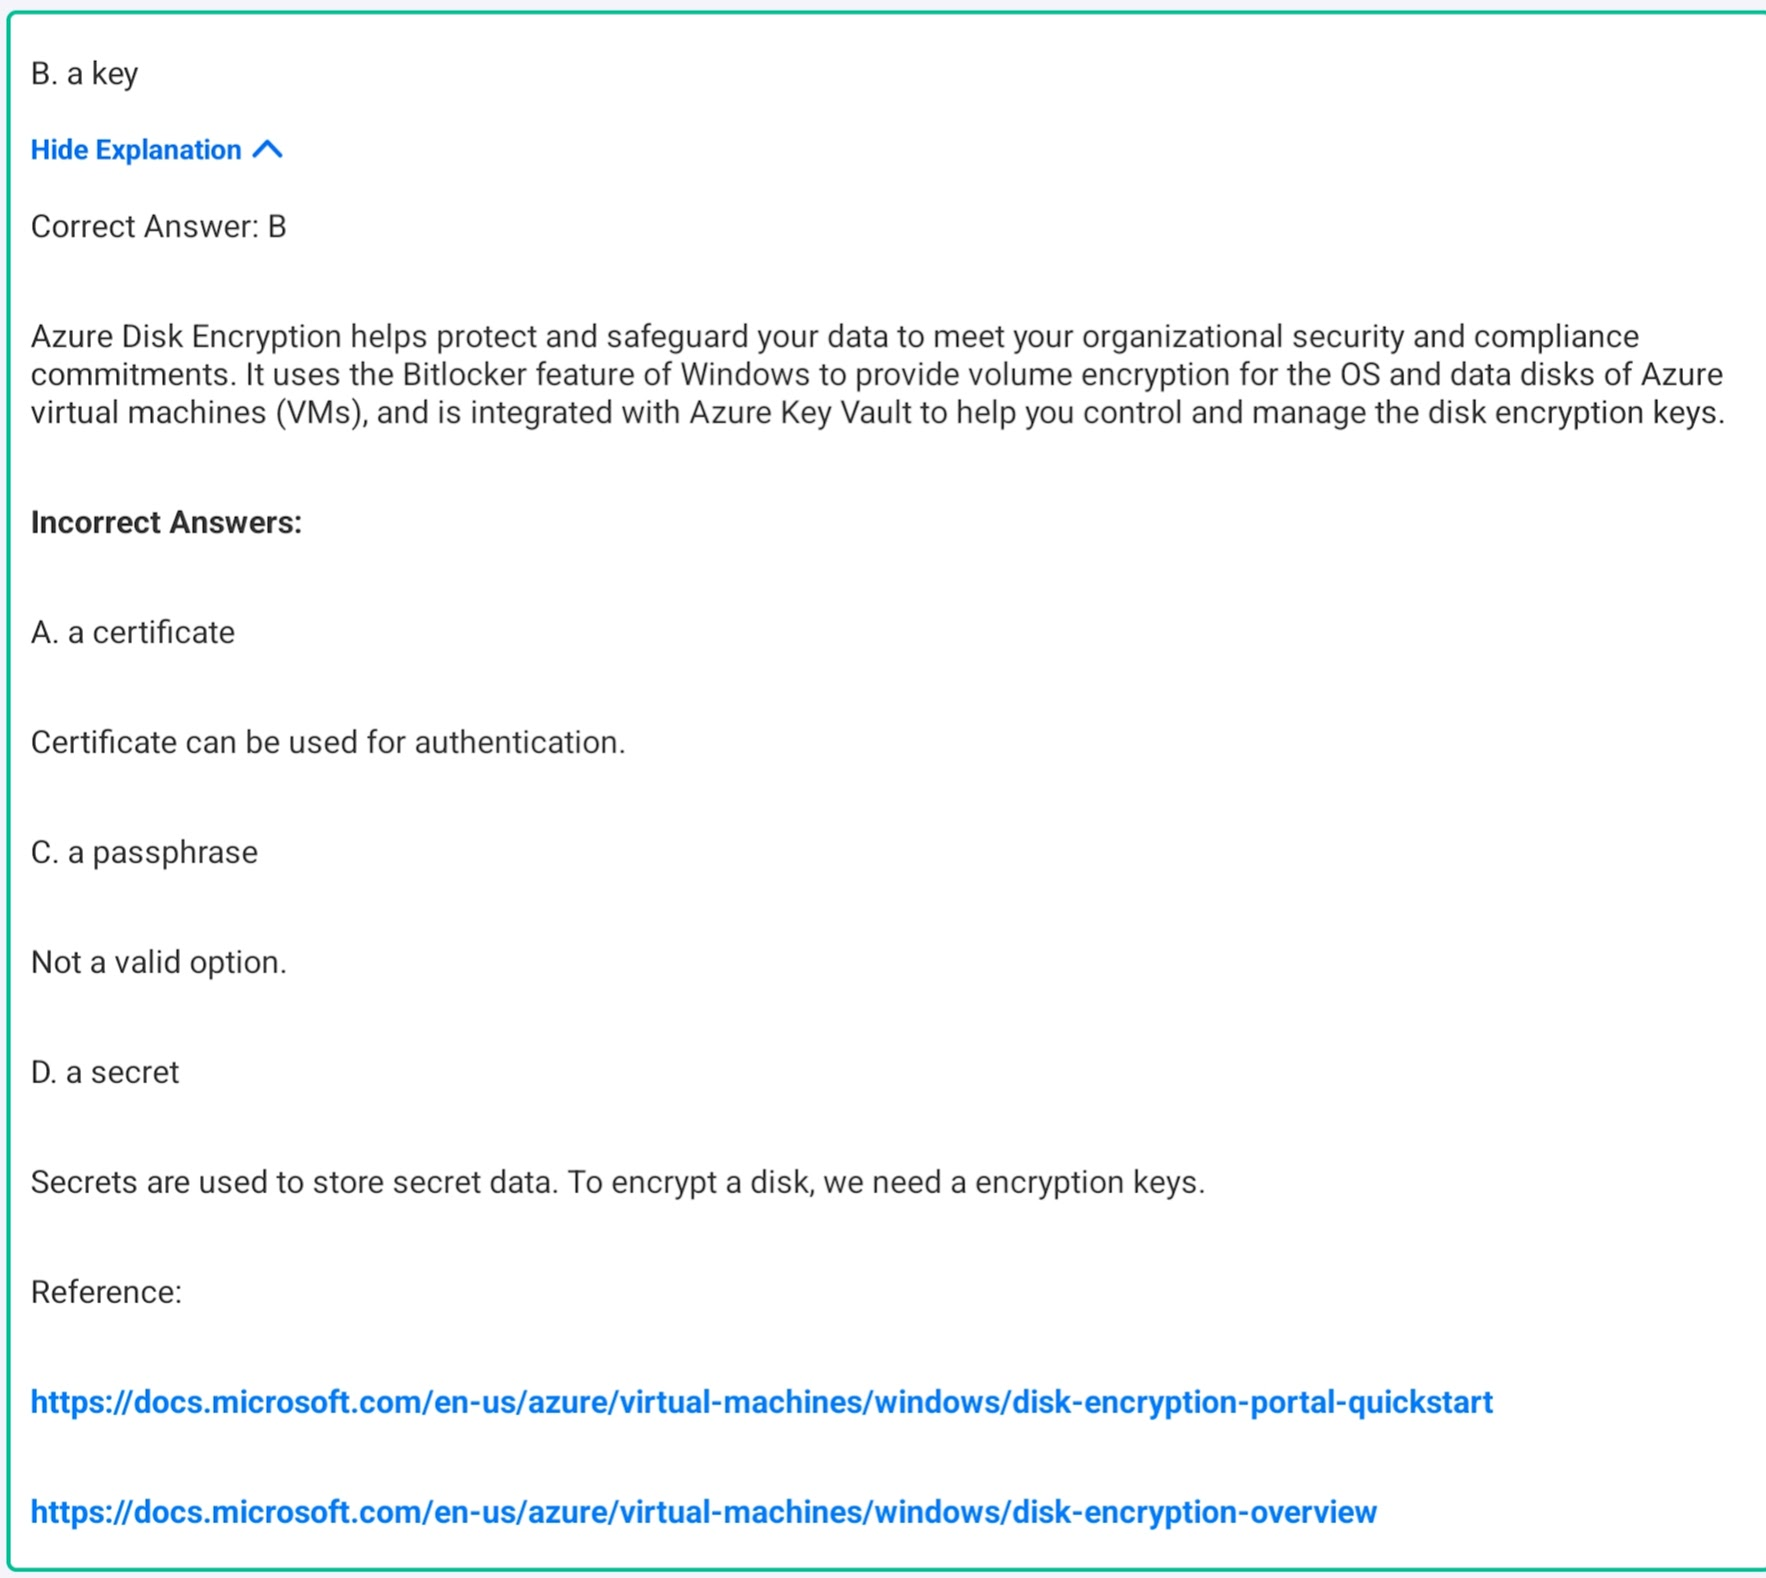 B. a key
Hide Explanation
Correct Answer: B
Azure Disk Encryption helps protect and safeguard your data to meet your organizational security and compliance
commitments. It uses the Bitlocker feature of Windows to provide volume encryption for the OS and data disks of Azure
virtual machines (VMs), and is integrated with Azure Key Vault to help you control and manage the disk encryption keys.
Incorrect Answers:
A. a certificate
Certificate can be used for authentication.
C. a passphrase
Not a valid option.
D. a secret
Secrets are used to store secret data. To encrypt a disk, we need a encryption keys.
Reference:
https://docs.microsoft.com/en-us/azure/virtual-machines/windows/disk-encryption-portal-quickstart
https://docs.microsoft.com/en-us/azure/virtual-machines/windows/disk-encryption-overview